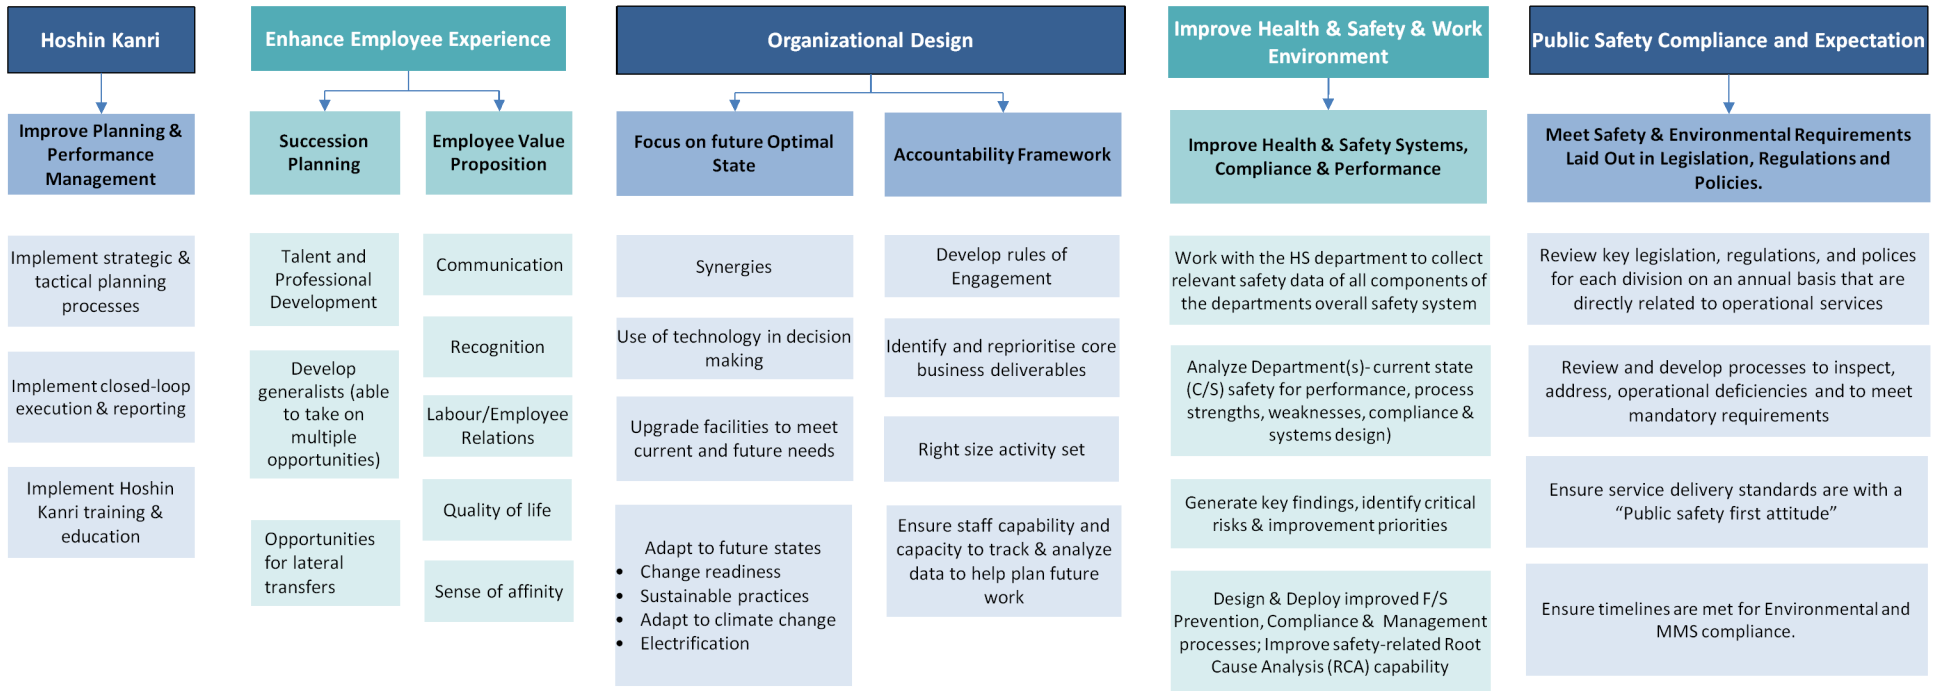 Hoshin Kanri
Improve Planning &
Performance
Management
Implement strategic &
tactical planning
processes
Implement closed-loop
execution & reporting
Implement Hoshin
Kanri training &
education
Enhance Employee Experience
Succession
Planning
Talent and
Professional
Development
Develop
generalists (able
to take on
multiple
opportunities)
Opportunities
for lateral
transfers
Employee Value
Proposition
Communication
Recognition
Labour/Employee
Relations
Quality of life
Sense of affinity
Organizational Design
Focus on future Optimal
State
Synergies
Use of technology in decision
making
Upgrade facilities to meet
current and future needs
Adapt to future states
• Change readiness
• Sustainable practices
• Adapt to climate change
• Electrification
Accountability Framework
Develop rules of
Engagement
Identify and reprioritise core
business deliverables
Right size activity set
Ensure staff capability and
capacity to track & analyze
data to help plan future
work
Improve Health & Safety & Work
Environment
Improve Health & Safety Systems,
Compliance & Performance
Work with the HS department to collect
relevant safety data of all components of
the departments overall safety system
Analyze Department(s)- current state
(C/S) safety for performance, process
strengths, weaknesses, compliance &
systems design)
Generate key findings, identify critical
risks & improvement priorities
Design & Deploy improved F/S
Prevention, Compliance & Management
processes; Improve safety-related Root
Cause Analysis (RCA) capability
Public Safety Compliance and Expectation
Meet Safety & Environmental Requirements
Laid Out in Legislation, Regulations and
Policies.
Review key legislation, regulations, and polices
for each division on an annual basis that are
directly related to operational services
Review and develop processes to inspect,
address, operational deficiencies and to meet
mandatory requirements
Ensure service delivery standards are with a
“Public safety first attitude”
Ensure timelines are met for Environmental and
MMS compliance.